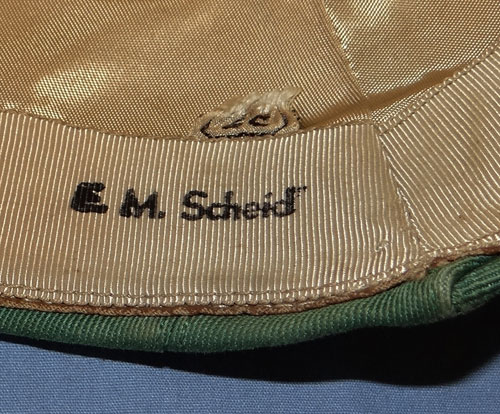 E. M. Scheid